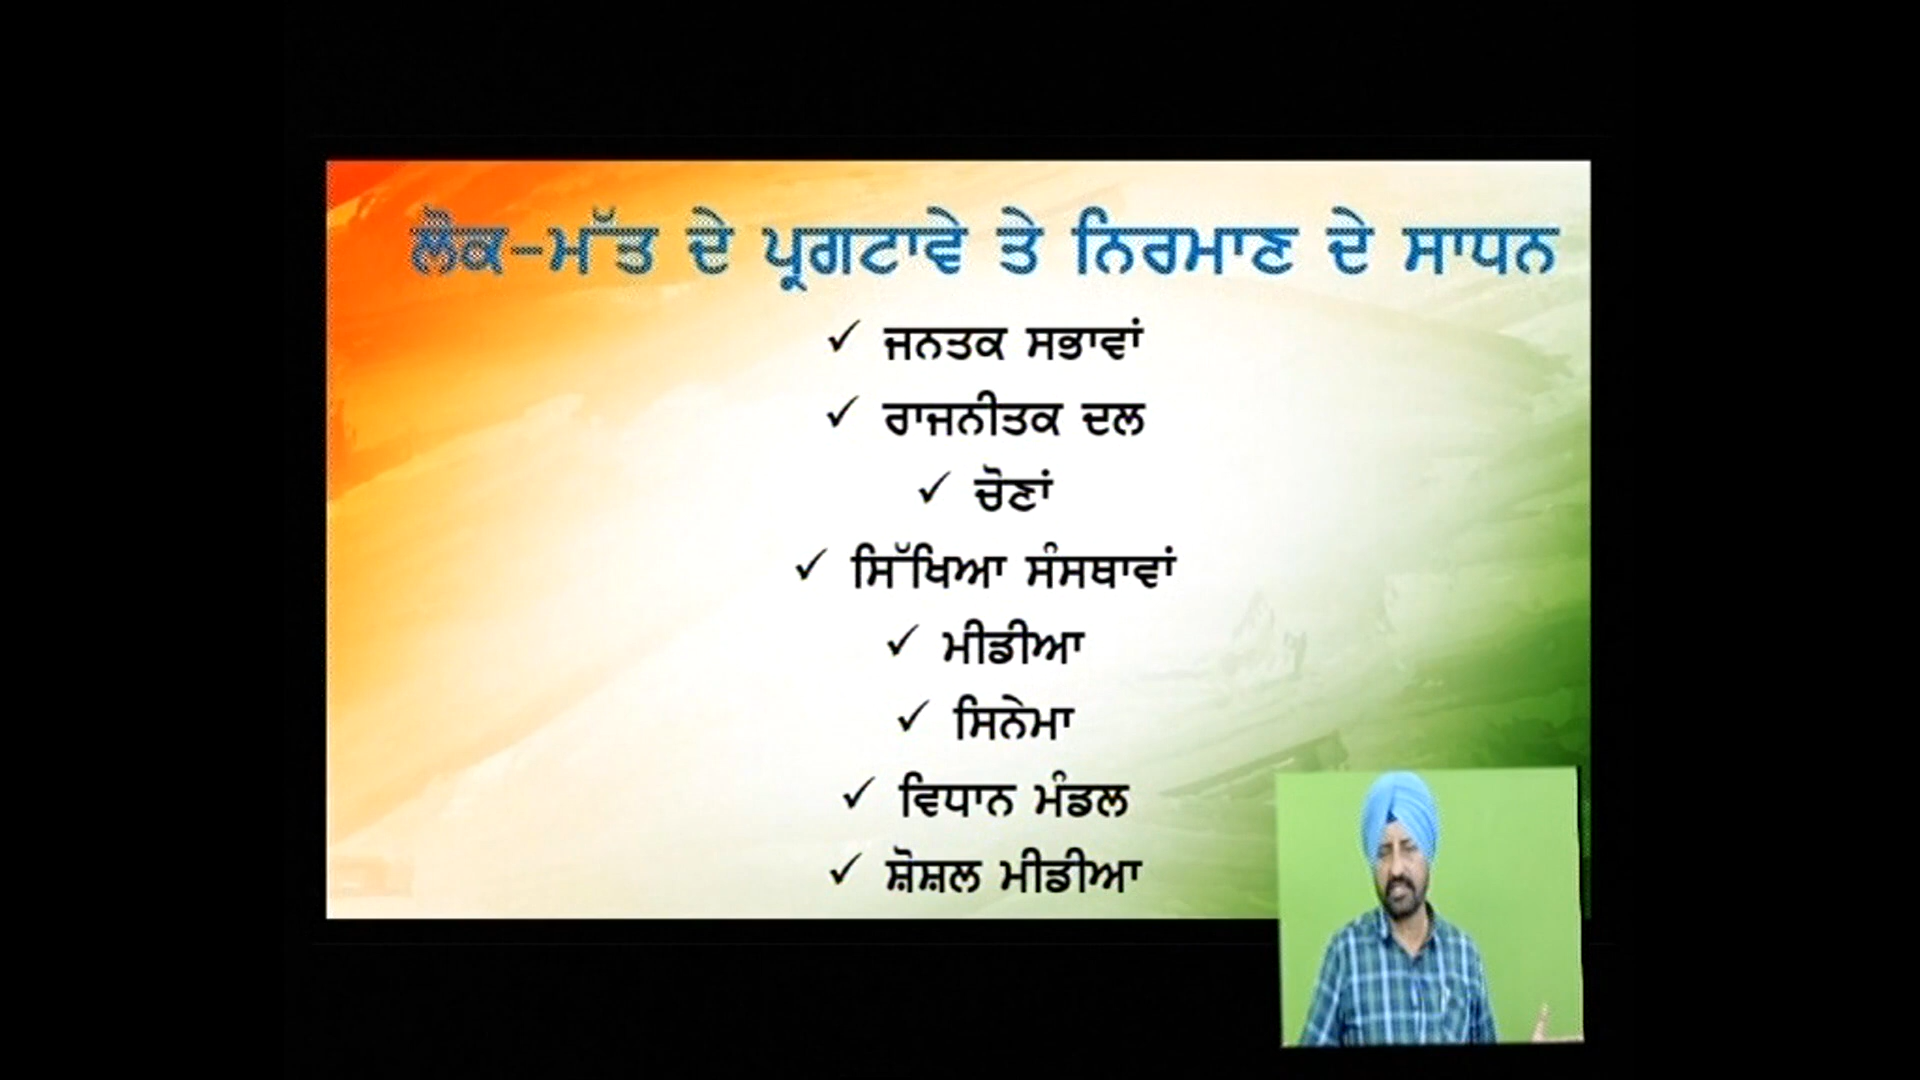 ਲੋਕ-ਮੱਤ ਦੇ ਪ੍ਰਗਟਾਵੇ ਤੇ ਨਿਰਮਾਣ ਦੇ ਸਾਧਨ
✓ ਜਨਤਕ ਸਭਾਵਾਂ
✓ ਰਾਜਨੀਤਕ ਦਲ
✓ ਚੋਣਾਂ
✓ ਸਿੱਖਿਆ ਸੰਸਥਾਵਾਂ
✓ ਮੀਡੀਆ
✓ ਸਿਨੇਮਾ
✓ ਵਿਧਾਨ ਮੰਡਲ
✓ ਸ਼ੋਸ਼ਲ ਮੀਡੀਆ